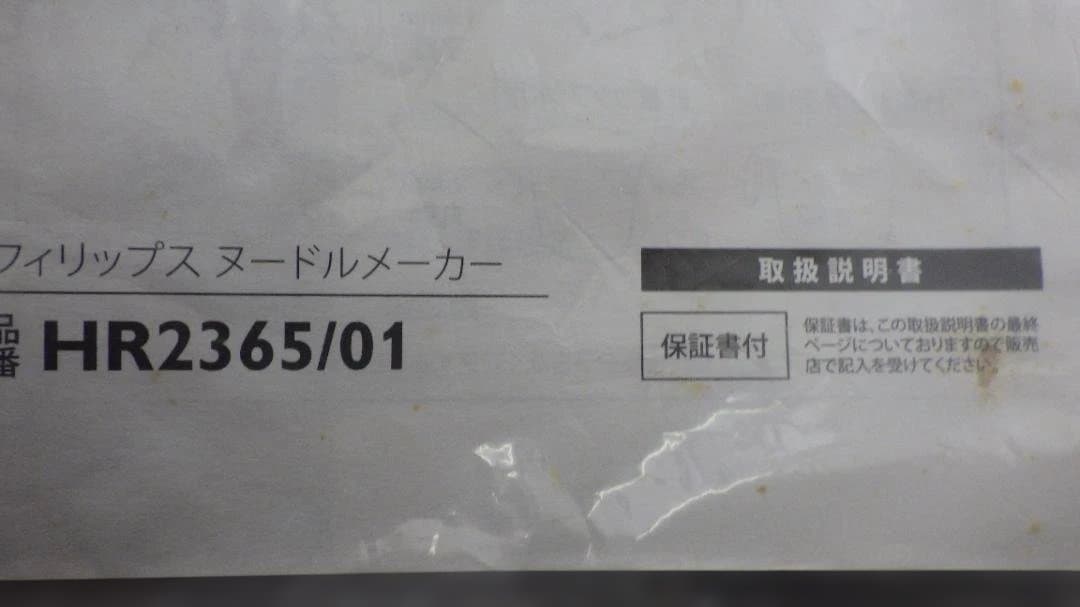 フィリップス ヌードルメーカー
品番 HR2365/01
取扱説明書
保証書付
保証書は、この取扱説明書の最終
ページについておりますので販売
店で記入を受けてください。